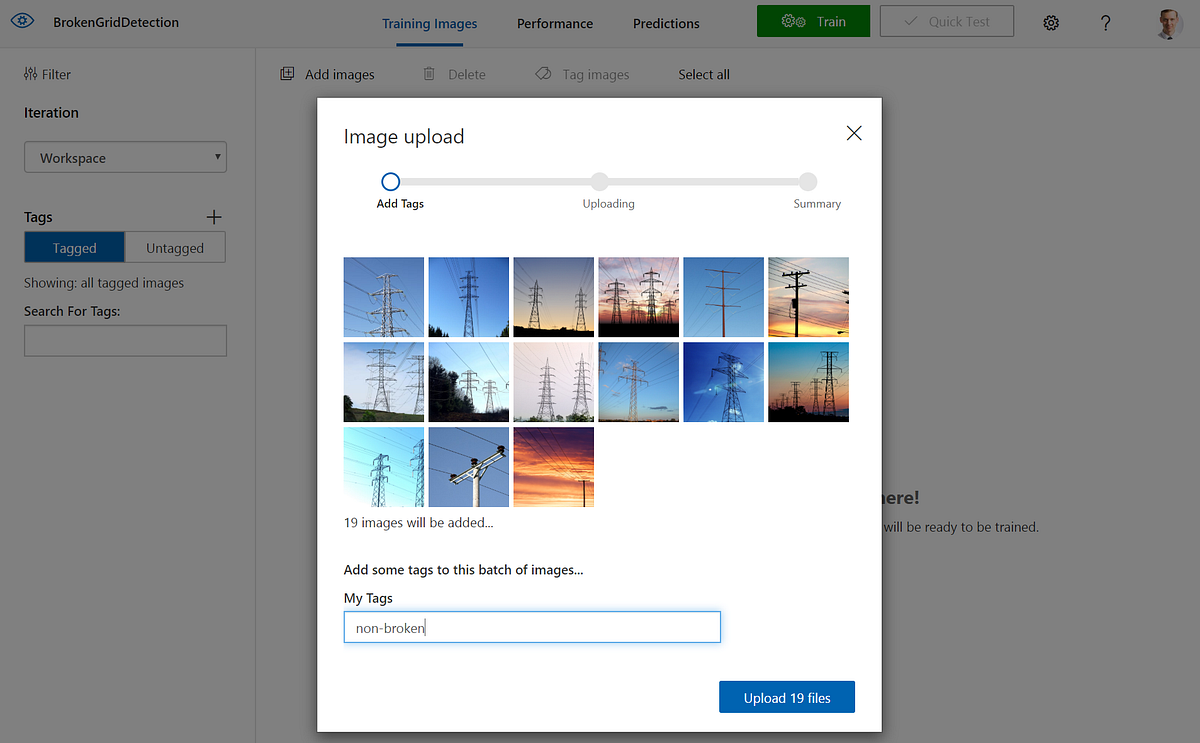 BrokenGridDetection
Training Images
Performance
Predictions
Train
Quick Test
?
Filter
Add images
Delete
Tag images
Select all
Iteration
Workspace
Tags
Tagged
Untagged
Showing: all tagged images
Search For Tags:
Image upload
Add Tags
Uploading
Summary
19 images will be added...
Add some tags to this batch of images...
My Tags
non-broken
Upload 19 files
here!
will be ready to be trained.